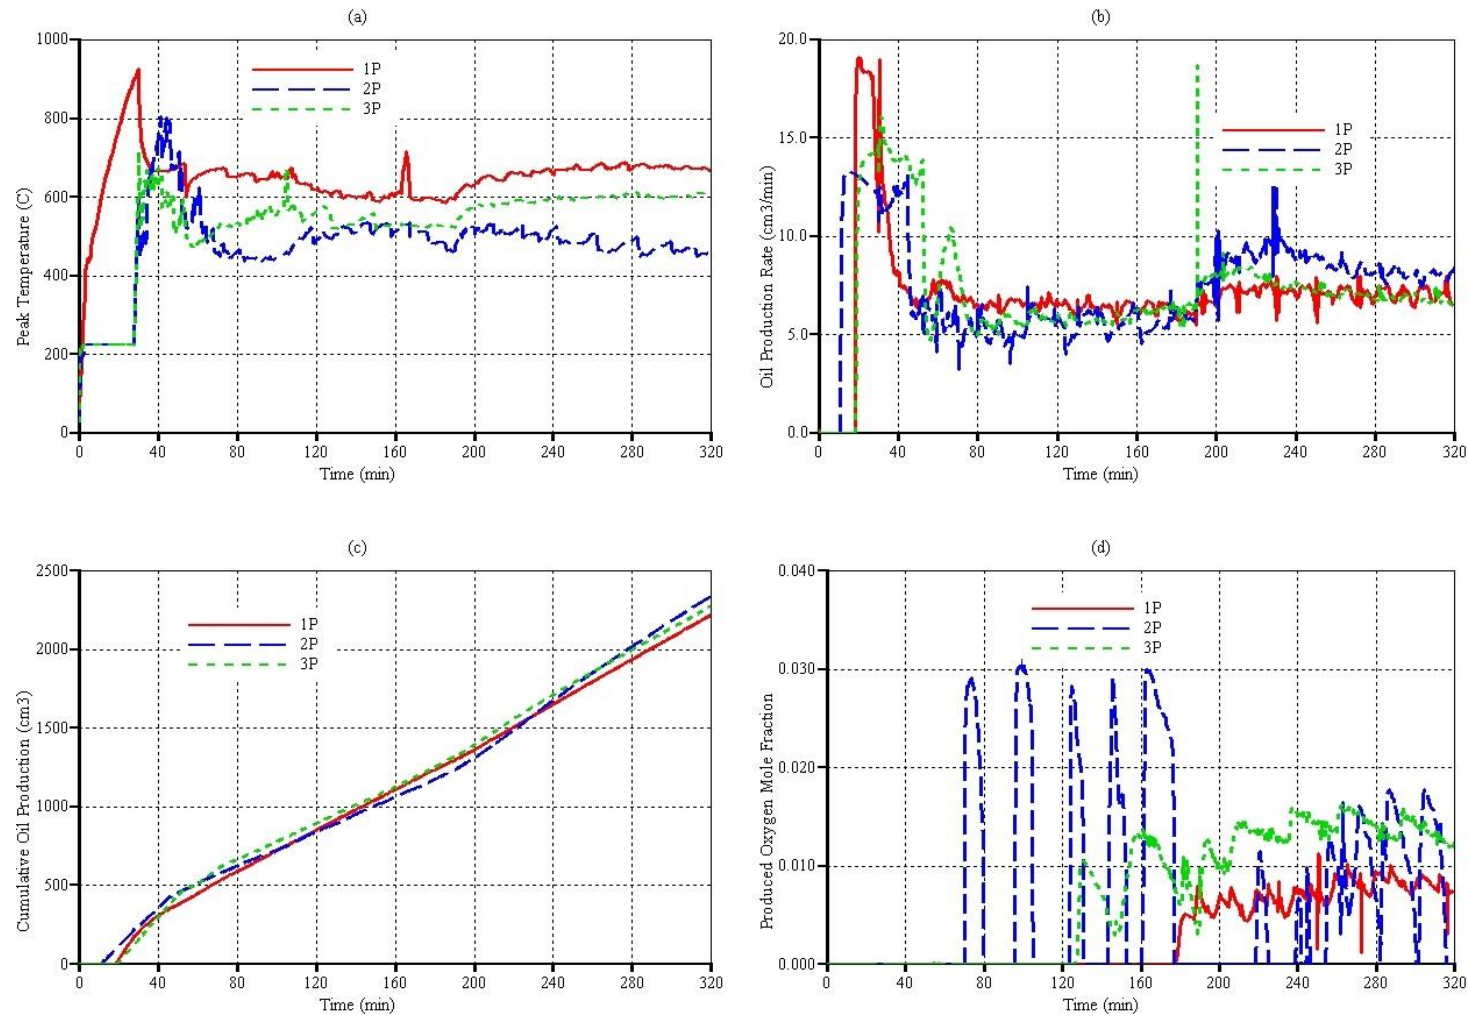 (a)
1000
800
600
400
200
0
Peak Temperature (C)
1P
2P
3P
0 40 80 120 160 200 240 280 320
Time (min)
(b)
20.0
15.0
10.0
5.0
0.0
Oil Production Rate (cm3/min)
1P
2P
3P
0 40 80 120 160 200 240 280 320
Time (min)
(c)
2500
2000
1500
1000
500
0
Cumulative Oil Production (cm3)
1P
2P
3P
0 40 80 120 160 200 240 280 320
Time (min)
(d)
0.040
0.030
0.020
0.010
0.000
Produced Oxygen Mole Fraction
1P
2P
3P
0 40 80 120 160 200 240 280 320
Time (min)